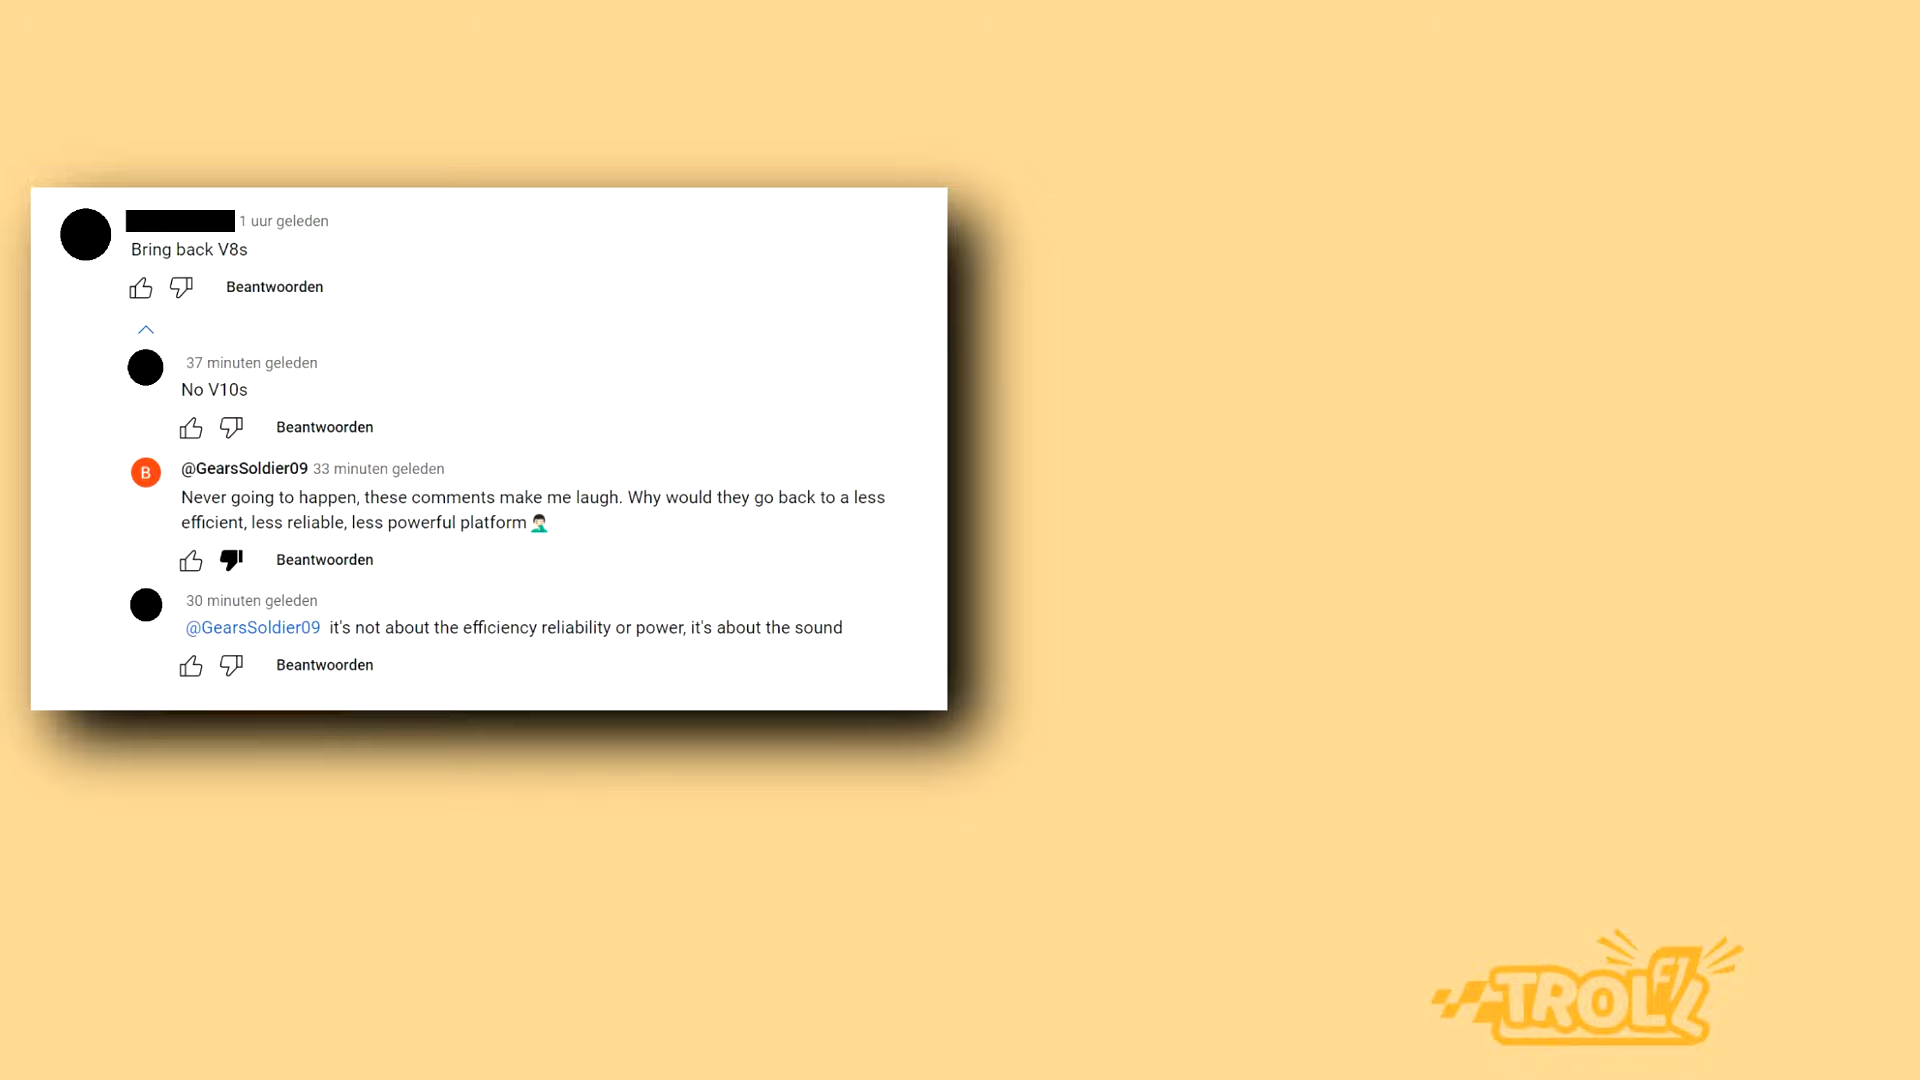 1 uur geleden
Bring back V8s
Beantwoorden
37 minuten geleden
No V10s
Beantwoorden
B
@GearsSoldier09 33 minuten geleden
Never going to happen, these comments make me laugh. Why would they go back to a less
efficient, less reliable, less powerful platform 🤦🏻‍♂️
Beantwoorden
30 minuten geleden
@GearsSoldier09 it's not about the efficiency reliability or power, it's about the sound
Beantwoorden
TROLL
F1